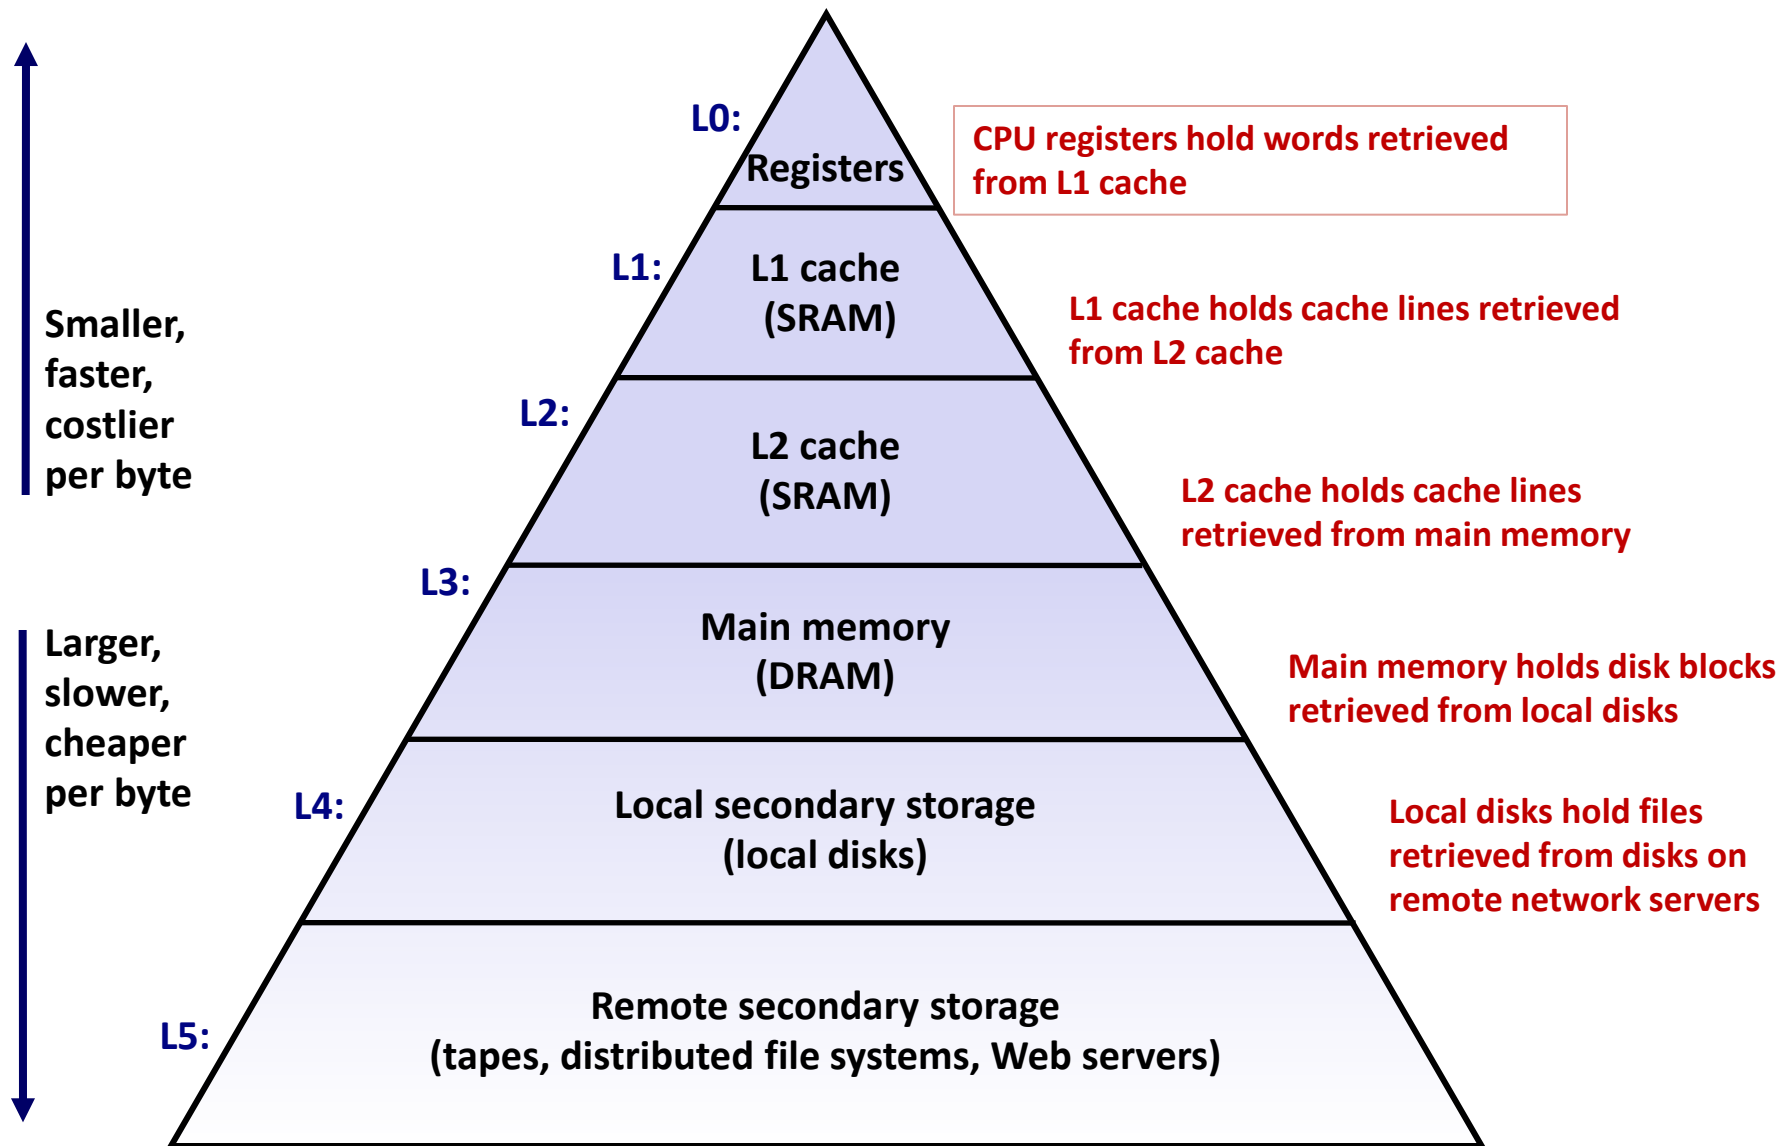 L0:
Registers
CPU registers hold words retrieved
from L1 cache
L1:
L1 cache
(SRAM)
L1 cache holds cache lines retrieved
from L2 cache
Smaller,
faster,
costlier
per byte
L2:
L2 cache
(SRAM)
L2 cache holds cache lines
retrieved from main memory
L3:
Main memory
(DRAM)
Main memory holds disk blocks
retrieved from local disks
Larger,
slower,
cheaper
per byte
L4:
Local secondary storage
(local disks)
Local disks hold files
retrieved from disks on
remote network servers
L5:
Remote secondary storage
(tapes, distributed file systems, Web servers)